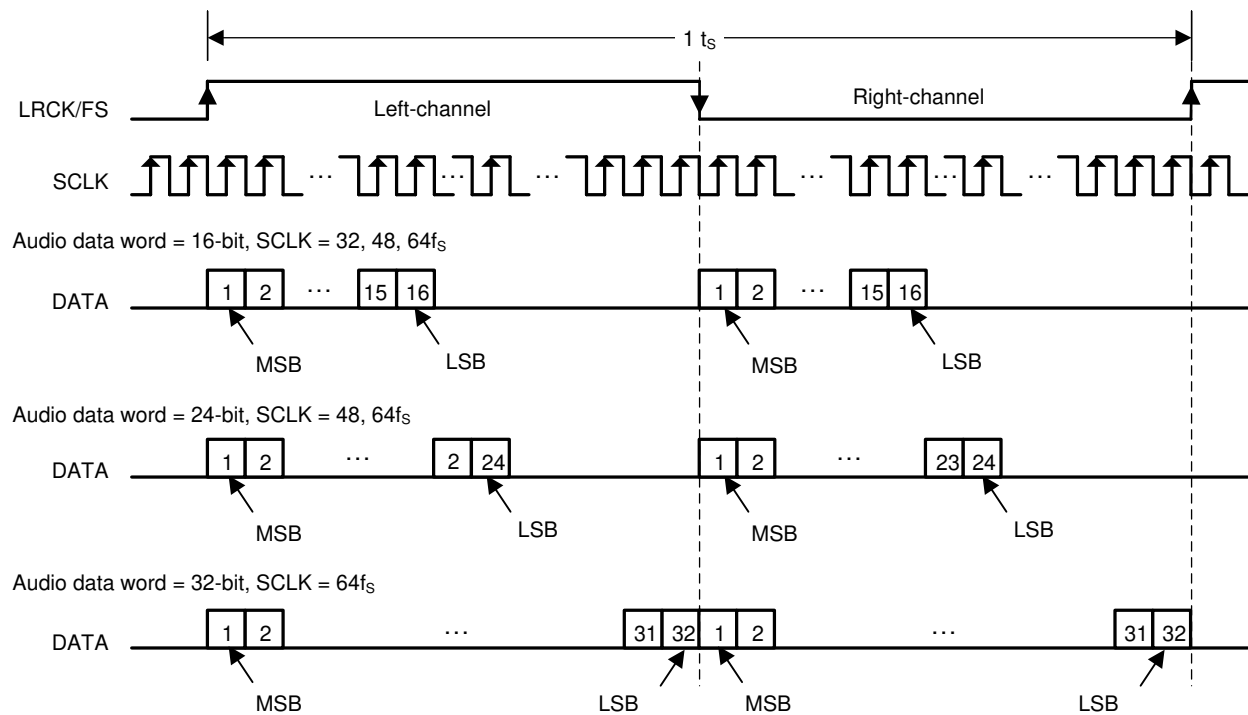 1 tS
LRCK/FS Left-channel Right-channel
SCLK ... ... ... ... ... ...
Audio data word = 16-bit, SCLK = 32, 48, 64fS
DATA 1 2 ... 15 16 1 2 ... 15 16
MSB LSB MSB LSB
Audio data word = 24-bit, SCLK = 48, 64fS
DATA 1 2 ... 2 24 1 2 ... 23 24
MSB LSB MSB LSB
Audio data word = 32-bit, SCLK = 64fS
DATA 1 2 ... 31 32 1 2 ... 31 32
MSB LSB MSB LSB